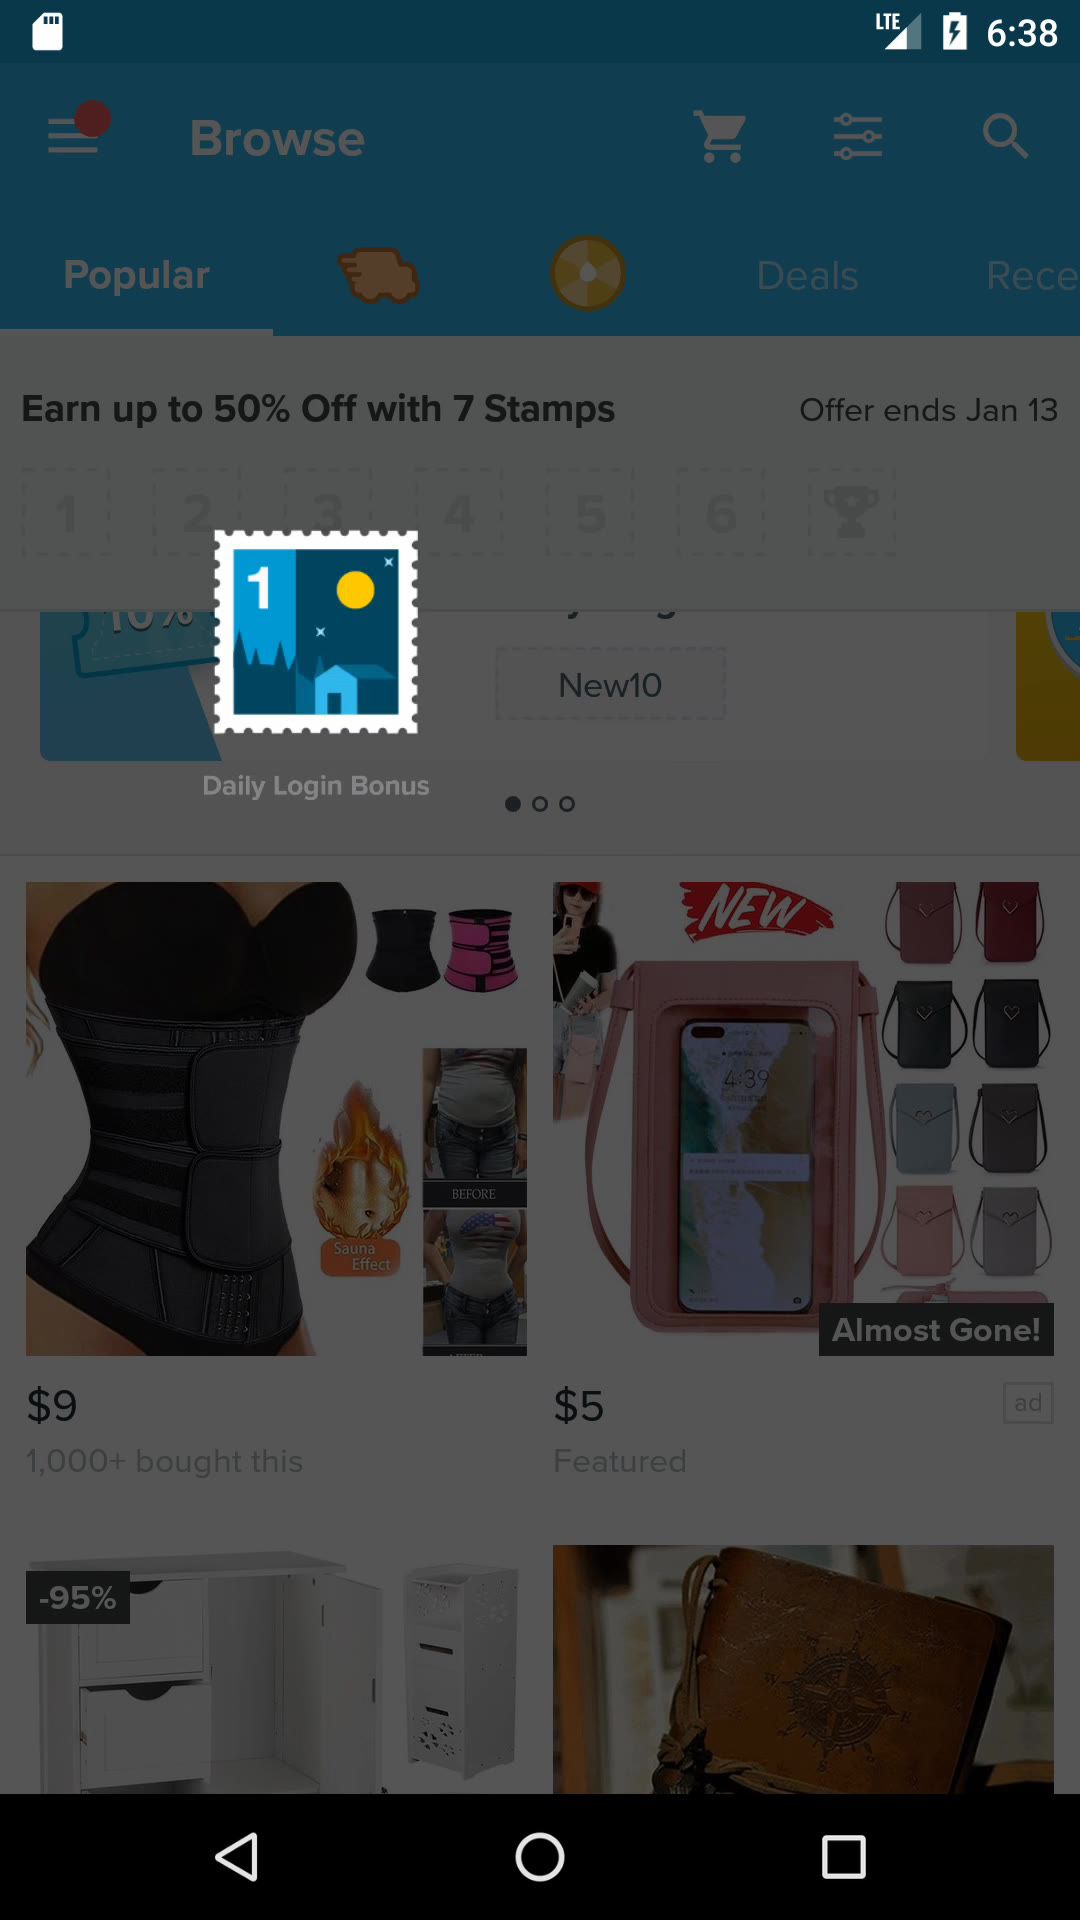 LTE 6:38
Browse
Popular Deals Rece
Earn up to 50% Off with 7 Stamps Offer ends Jan 13
1 2 3 4 5 6
1
10%
New10
Daily Login Bonus
NEW
4:39
BEFORE
Sauna
Effect
AFTER
Almost Gone!
$9
1,000+ bought this
$5 ad
Featured
-95%